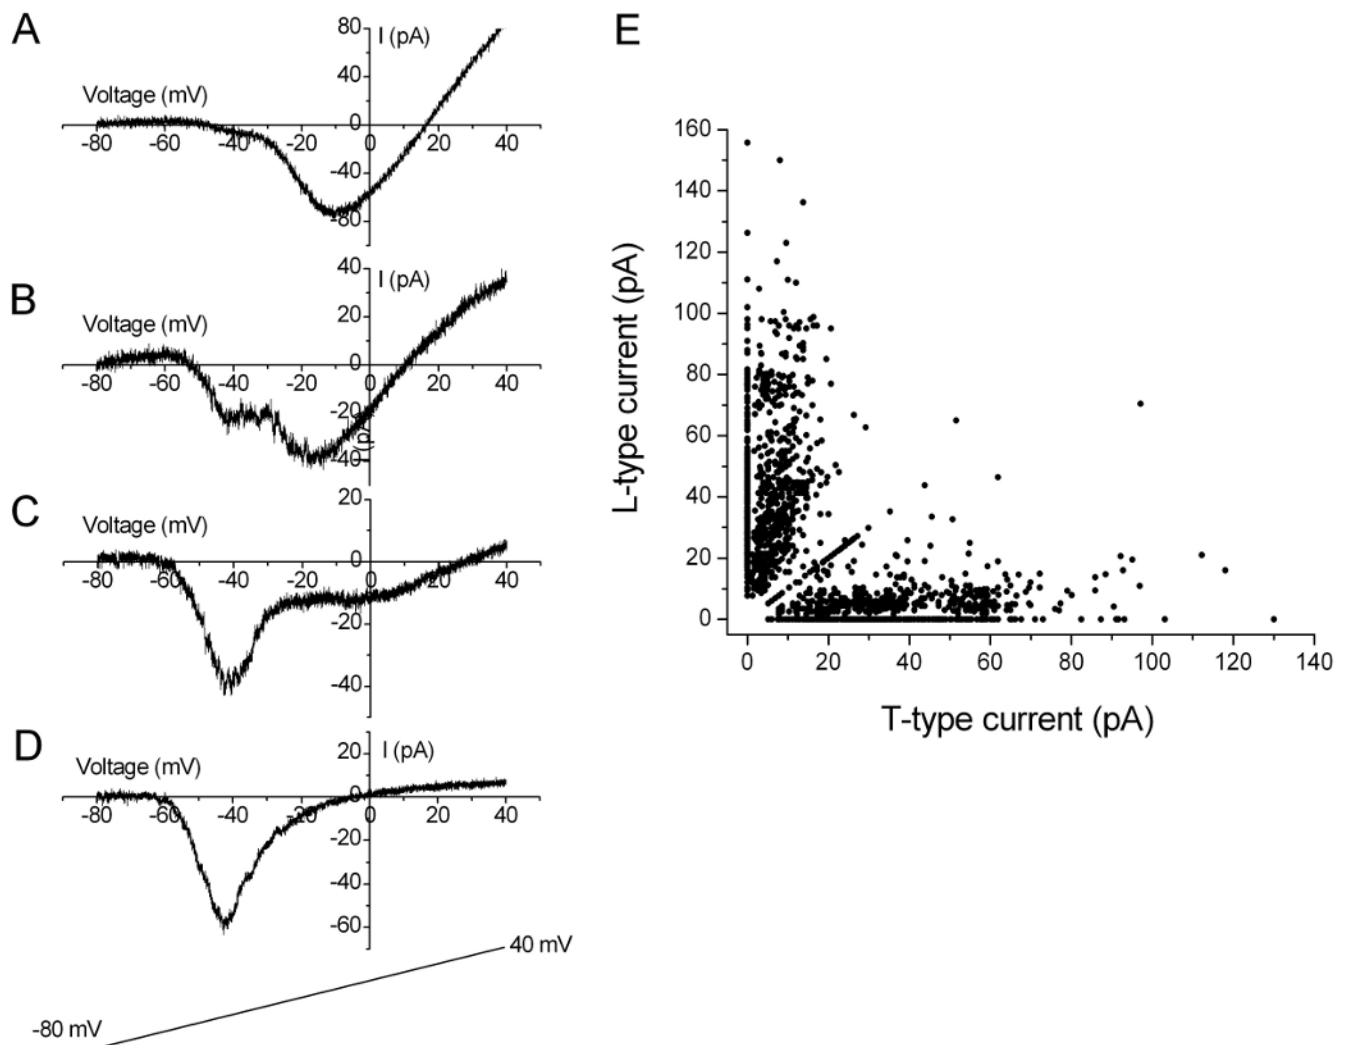 A
80
I (pA)
40
Voltage (mV)
0
-80 -60 -40 -20 0 20 40
-40
-80
B
40
I (pA)
20
Voltage (mV)
0
-80 -60 -40 -20 0 20 40
-20
-40
C
20
Voltage (mV)
0
-80 -60 -40 -20 0 20 40
-20
-40
D
20
I (pA)
Voltage (mV)
0
-80 -60 -40 -20 0 20 40
-20
-40
-60
40 mV
-80 mV
E
160
140
120
100
80
60
40
20
0
L-type current (pA)
0 20 40 60 80 100 120 140
T-type current (pA)